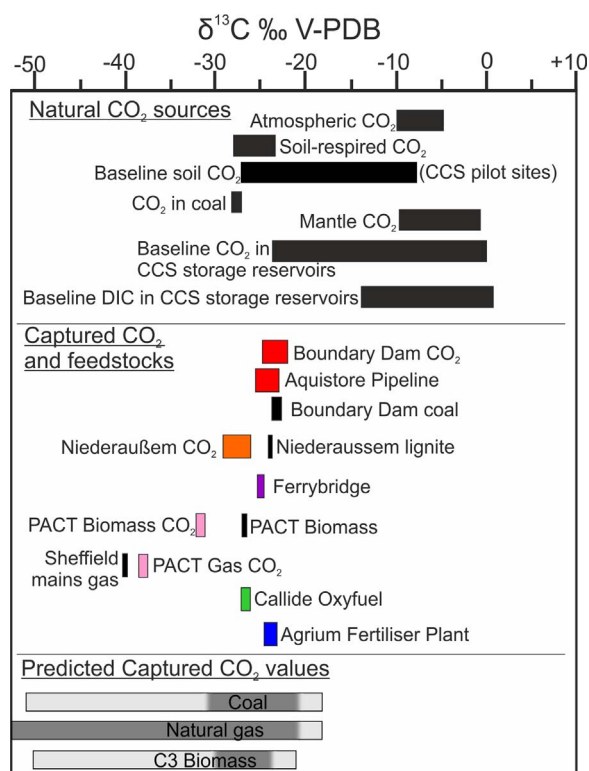 δ¹³C ‰ V-PDB
-50 -40 -30 -20 -10 0 +10
Natural CO₂ sources
Atmospheric CO₂
Soil-respired CO₂
Baseline soil CO₂ (CCS pilot sites)
CO₂ in coal
Mantle CO₂
Baseline CO₂ in
CCS storage reservoirs
Baseline DIC in CCS storage reservoirs
Captured CO₂
and feedstocks
Boundary Dam CO₂
Aquistore Pipeline
Boundary Dam coal
Niederaußem CO₂ Niederaussem lignite
Ferrybridge
PACT Biomass CO₂ PACT Biomass
Sheffield
mains gas
PACT Gas CO₂
Callide Oxyfuel
Agrium Fertiliser Plant
Predicted Captured CO₂ values
Coal
Natural gas
C3 Biomass